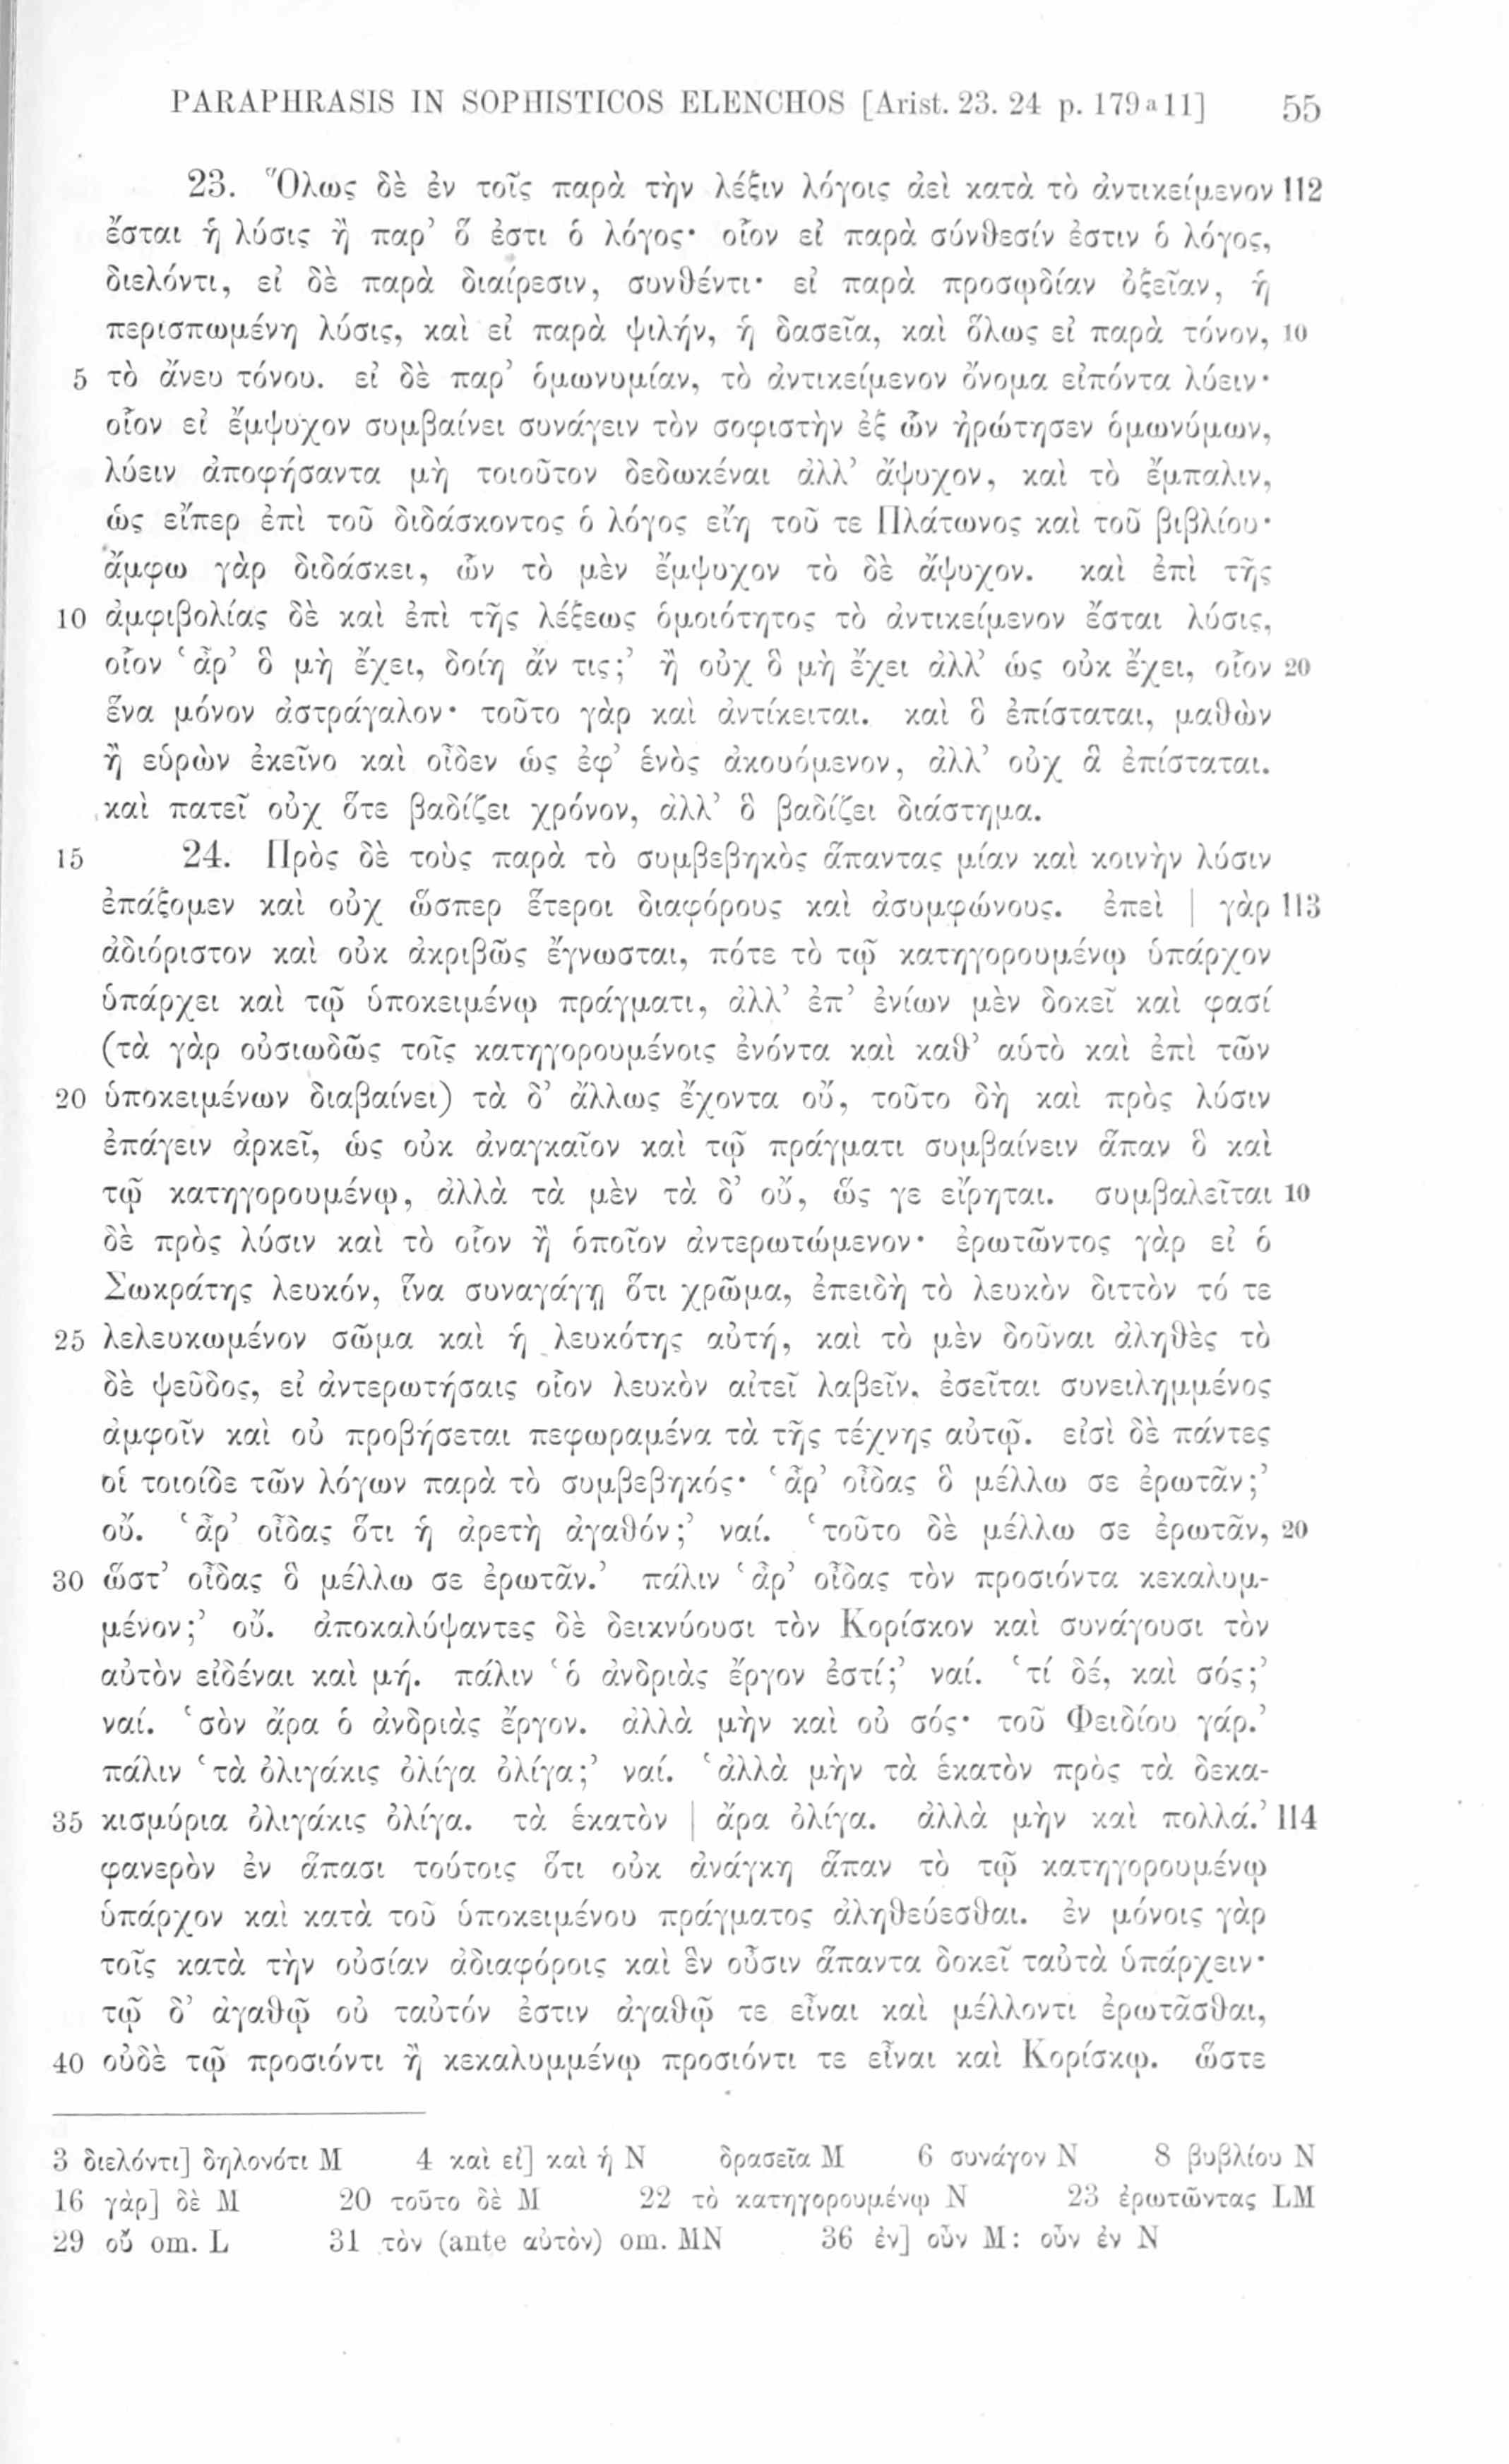 PARAPHRASIS IN SOPHISTICOS ELENCHOS [Arist. 23. 24 p. 179ᵃ11] 55
23. Ὅλως δὲ ἐν τοῖς παρὰ τὴν λέξιν λόγοις ἀεὶ κατὰ τὸ ἀντικείμενον 112
ἔσται ἡ λύσις ἢ παρ’ ὅ ἐστι ὁ λόγος· οἷον εἰ παρὰ σύνθεσίν ἐστιν ὁ λόγος,
διελόντι, εἰ δὲ παρὰ διαίρεσιν, συνθέντι· εἰ παρὰ προσῳδίαν ὀξεῖαν, ἡ
περισπωμένη λύσις, καὶ εἰ παρὰ ψιλήν, ἡ δασεῖα, καὶ ὅλως εἰ παρὰ τόνον, 10
5 τὸ ἄνευ τόνου. εἰ δὲ παρ’ ὁμωνυμίαν, τὸ ἀντικείμενον ὄνομα εἰπόντα λύειν·
οἷον εἰ ἔμψυχον συμβαίνει συνάγειν τὸν σοφιστὴν ἐξ ὧν ἠρώτησεν ὁμωνύμων,
λύειν ἀποφήσαντα μὴ τοιοῦτον δεδωκέναι ἀλλ’ ἄψυχον, καὶ τὸ ἔμπαλιν,
ὡς εἴπερ ἐπὶ τοῦ διδάσκοντος ὁ λόγος εἴη τοῦ τε Πλάτωνος καὶ τοῦ βιβλίου·
ἄμφω γὰρ διδάσκει, ὧν τὸ μὲν ἔμψυχον τὸ δὲ ἄψυχον. καὶ ἐπὶ τῆς
10 ἀμφιβολίας δὲ καὶ ἐπὶ τῆς λέξεως ὁμοιότητος τὸ ἀντικείμενον ἔσται λύσις,
οἷον ‘ἆρ’ ὃ μὴ ἔχει, δοίη ἄν τις;’ ἢ οὐχ ὃ μὴ ἔχει ἀλλ’ ὡς οὐκ ἔχει, οἷον 20
ἕνα μόνον ἀστράγαλον· τοῦτο γὰρ καὶ ἀντίκειται. καὶ ὃ ἐπίσταται, μαθὼν
ἢ εὑρὼν ἐκεῖνο καὶ οἶδεν ὡς ἐφ’ ἑνὸς ἀκουόμενον, ἀλλ’ οὐχ ἃ ἐπίσταται.
καὶ πατεῖ οὐχ ὅτε βαδίζει χρόνον, ἀλλ’ ὃ βαδίζει διάστημα.
15 24. Πρὸς δὲ τοὺς παρὰ τὸ συμβεβηκὸς ἅπαντας μίαν καὶ κοινὴν λύσιν
ἐπάξομεν καὶ οὐχ ὥσπερ ἕτεροι διαφόρους καὶ ἀσυμφώνους. ἐπεὶ | γὰρ 113
ἀδιόριστον καὶ οὐκ ἀκριβῶς ἔγνωσται, πότε τὸ τῷ κατηγορουμένῳ ὑπάρχον
ὑπάρχει καὶ τῷ ὑποκειμένῳ πράγματι, ἀλλ’ ἐπ’ ἐνίων μὲν δοκεῖ καὶ φασί
(τὰ γὰρ οὐσιωδῶς τοῖς κατηγορουμένοις ἐνόντα καὶ καθ’ αὑτὸ καὶ ἐπὶ τῶν
20 ὑποκειμένων διαβαίνει) τὰ δ’ ἄλλως ἔχοντα οὔ, τοῦτο δὴ καὶ πρὸς λύσιν
ἐπάγειν ἀρκεῖ, ὡς οὐκ ἀναγκαῖον καὶ τῷ πράγματι συμβαίνειν ἅπαν ὃ καὶ
τῷ κατηγορουμένῳ, ἀλλὰ τὰ μὲν τὰ δ’ οὔ, ὥς γε εἴρηται. συμβαλεῖται 10
δὲ πρὸς λύσιν καὶ τὸ οἷον ἢ ὁποῖον ἀντερωτώμενον· ἐρωτῶντος γὰρ εἰ ὁ
Σωκράτης λευκόν, ἵνα συναγάγῃ ὅτι χρῶμα, ἐπειδὴ τὸ λευκὸν διττὸν τό τε
25 λελευκωμένον σῶμα καὶ ἡ λευκότης αὐτή, καὶ τὸ μὲν δοῦναι ἀληθὲς τὸ
δὲ ψεῦδος, εἰ ἀντερωτήσαις οἷον λευκὸν αἰτεῖ λαβεῖν, ἐσεῖται συνειλημμένος
ἀμφοῖν καὶ οὐ προβήσεται πεφωραμένα τὰ τῆς τέχνης αὐτῷ. εἰσὶ δὲ πάντες
οἱ τοιοίδε τῶν λόγων παρὰ τὸ συμβεβηκός· ‘ἆρ’ οἶδας ὃ μέλλω σε ἐρωτᾶν;’
οὔ. ‘ἆρ’ οἶδας ὅτι ἡ ἀρετὴ ἀγαθόν;’ ναί. ‘τοῦτο δὲ μέλλω σε ἐρωτᾶν, 20
30 ὥστ’ οἶδας ὃ μέλλω σε ἐρωτᾶν.’ πάλιν ‘ἆρ’ οἶδας τὸν προσιόντα κεκαλυμ-
μένον;’ οὔ. ἀποκαλύψαντες δὲ δεικνύουσι τὸν Κορίσκον καὶ συνάγουσι τὸν
αὐτὸν εἰδέναι καὶ μή. πάλιν ‘ὁ ἀνδριὰς ἔργον ἐστί;’ ναί. ‘τί δέ, καὶ σός;’
ναί. ‘σὸν ἄρα ὁ ἀνδριὰς ἔργον. ἀλλὰ μὴν καὶ οὐ σός· τοῦ Φειδίου γάρ.’
πάλιν ‘τὰ ὀλιγάκις ὀλίγα ὀλίγα;’ ναί. ‘ἀλλὰ μὴν τὰ ἑκατὸν πρὸς τὰ δεκα-
35 κισμύρια ὀλιγάκις ὀλίγα. τὰ ἑκατὸν | ἄρα ὀλίγα. ἀλλὰ μὴν καὶ πολλά.’ 114
φανερὸν ἐν ἅπασι τούτοις ὅτι οὐκ ἀνάγκη ἅπαν τὸ τῷ κατηγορουμένῳ
ὑπάρχον καὶ κατὰ τοῦ ὑποκειμένου πράγματος ἀληθεύεσθαι. ἐν μόνοις γὰρ
τοῖς κατὰ τὴν οὐσίαν ἀδιαφόροις καὶ ἓν οὖσιν ἅπαντα δοκεῖ ταὐτὰ ὑπάρχειν·
τῷ δ’ ἀγαθῷ οὐ ταὐτόν ἐστιν ἀγαθῷ τε εἶναι καὶ μέλλοντι ἐρωτᾶσθαι,
40 οὐδὲ τῷ προσιόντι ἢ κεκαλυμμένῳ προσιόντι τε εἶναι καὶ Κορίσκῳ. ὥστε
3 διελόντι] δηλονότι M 4 καὶ εἰ] καὶ ἡ N δρασεῖα M 6 συνάγον N 8 βυβλίου N
16 γὰρ] δὲ M 20 τοῦτο δὲ M 22 τὸ κατηγορουμένῳ N 23 ἐρωτῶντας LM
29 οὔ om. L 31 τὸν (ante αὐτὸν) om. MN 36 ἐν] οὖν M: οὖν ἐν N